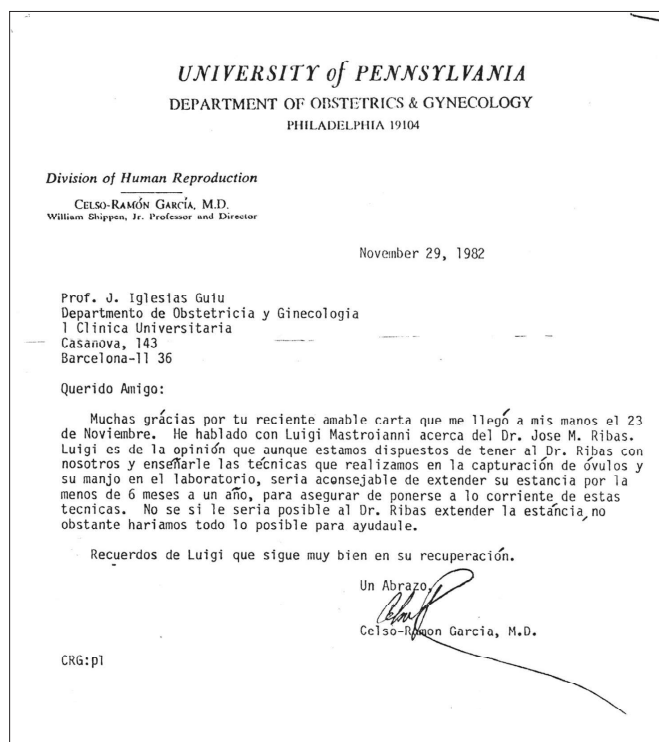 UNIVERSITY of PENNSYLVANIA
DEPARTMENT OF OBSTETRICS & GYNECOLOGY
PHILADELPHIA 19104
Division of Human Reproduction
CELSO-RAMÓN GARCÍA, M.D.
William Shippen, Jr. Professor and Director
November 29, 1982
Prof. J. Iglesias Guiu
Departmento de Obstetricia y Ginecologia
1 Clinica Universitaria
Casanova, 143
Barcelona-11 36
Querido Amigo:
Muchas grácias por tu reciente amable carta que me llegó a mis manos el 23
de Noviembre. He hablado con Luigi Mastroianni acerca del Dr. Jose M. Ribas.
Luigi es de la opinión que aunque estamos dispuestos de tener al Dr. Ribas con
nosotros y enseñarle las técnicas que realizamos en la capturación de óvulos y
su manjo en el laboratorio, seria aconsejable de extender su estancia por la
menos de 6 meses a un año, para asegurar de ponerse a lo corriente de estas
tecnicas. No se si le seria posible al Dr. Ribas extender la estáncia, no
obstante hariamos todo lo posible para ayudaule.
Recuerdos de Luigi que sigue muy bien en su recuperación.
Un Abrazo,
Celso-Ramon Garcia, M.D.
CRG:pl